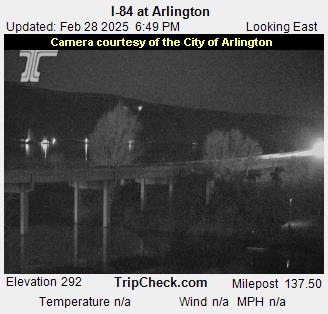 I-84 at Arlington
Updated: Feb 28 2025 6:49 PM Looking East
Camera courtesy of the City of Arlington
Elevation 292 TripCheck.com Milepost 137.50
Temperature n/a Wind n/a MPH n/a